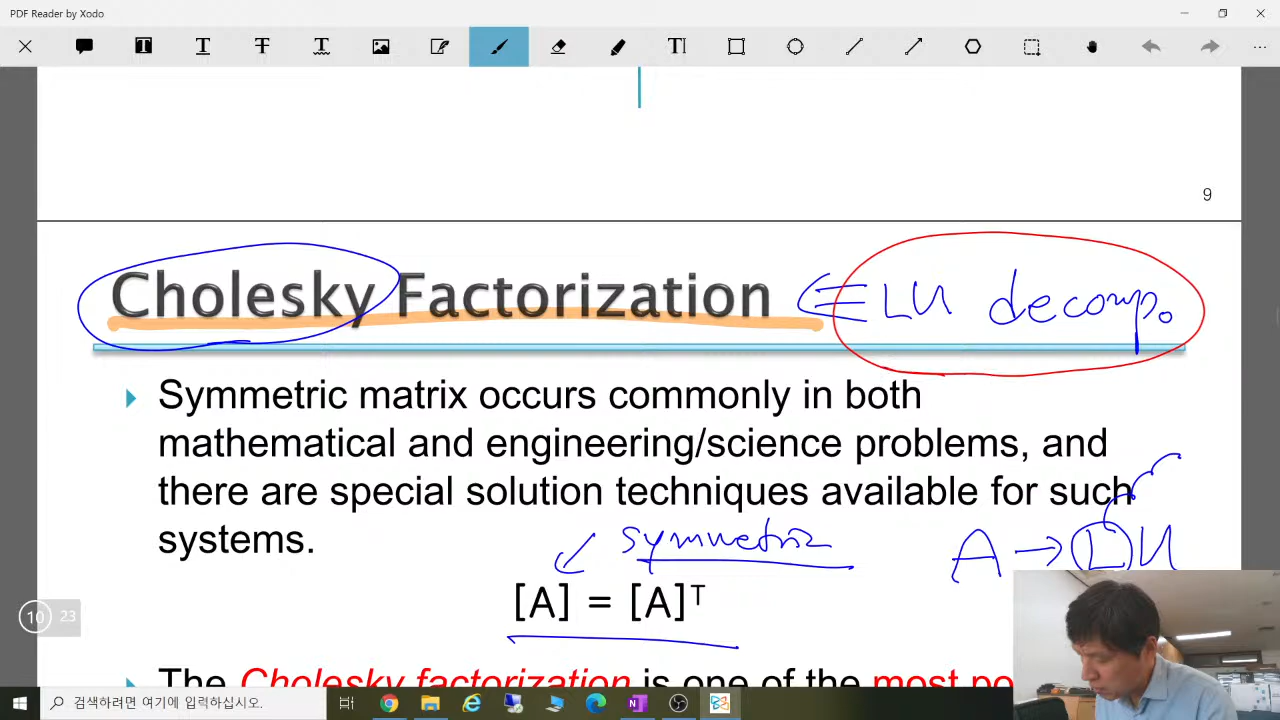 PDF Reader by Xodo
9
Cholesky Factorization ≡ LU decomp.
Symmetric matrix occurs commonly in both
mathematical and engineering/science problems, and
there are special solution techniques available for such
systems.
symmetric
A → LU
[A] = [A]ᵀ
10 23
The Cholesky factorization is one of the most po
검색하려면 여기에 입력하십시오.